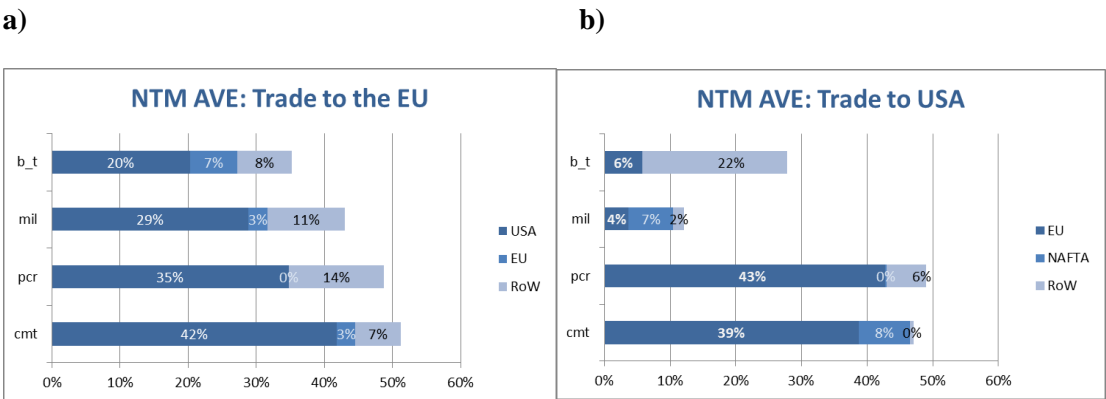 a) b)
NTM AVE: Trade to the EU
b_t 20% 7% 8%
mil 29% 3% 11%
pcr 35% 0% 14%
cmt 42% 3% 7%
0% 10% 20% 30% 40% 50% 60%
USA
EU
RoW
NTM AVE: Trade to USA
b_t 6% 22%
mil 4% 7% 2%
pcr 43% 0% 6%
cmt 39% 8% 0%
0% 10% 20% 30% 40% 50% 60%
EU
NAFTA
RoW